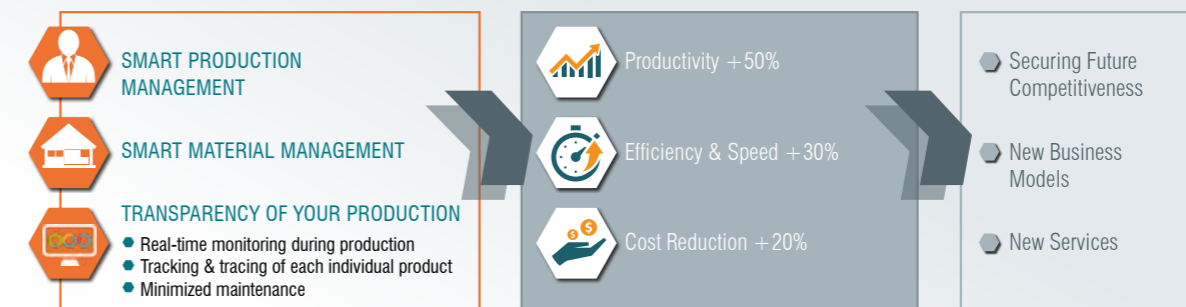 SMART PRODUCTION
MANAGEMENT
SMART MATERIAL MANAGEMENT
TRANSPARENCY OF YOUR PRODUCTION
Real-time monitoring during production
Tracking & tracing of each individual product
Minimized maintenance
Productivity +50%
Efficiency & Speed +30%
Cost Reduction +20%
Securing Future
Competitiveness
New Business
Models
New Services